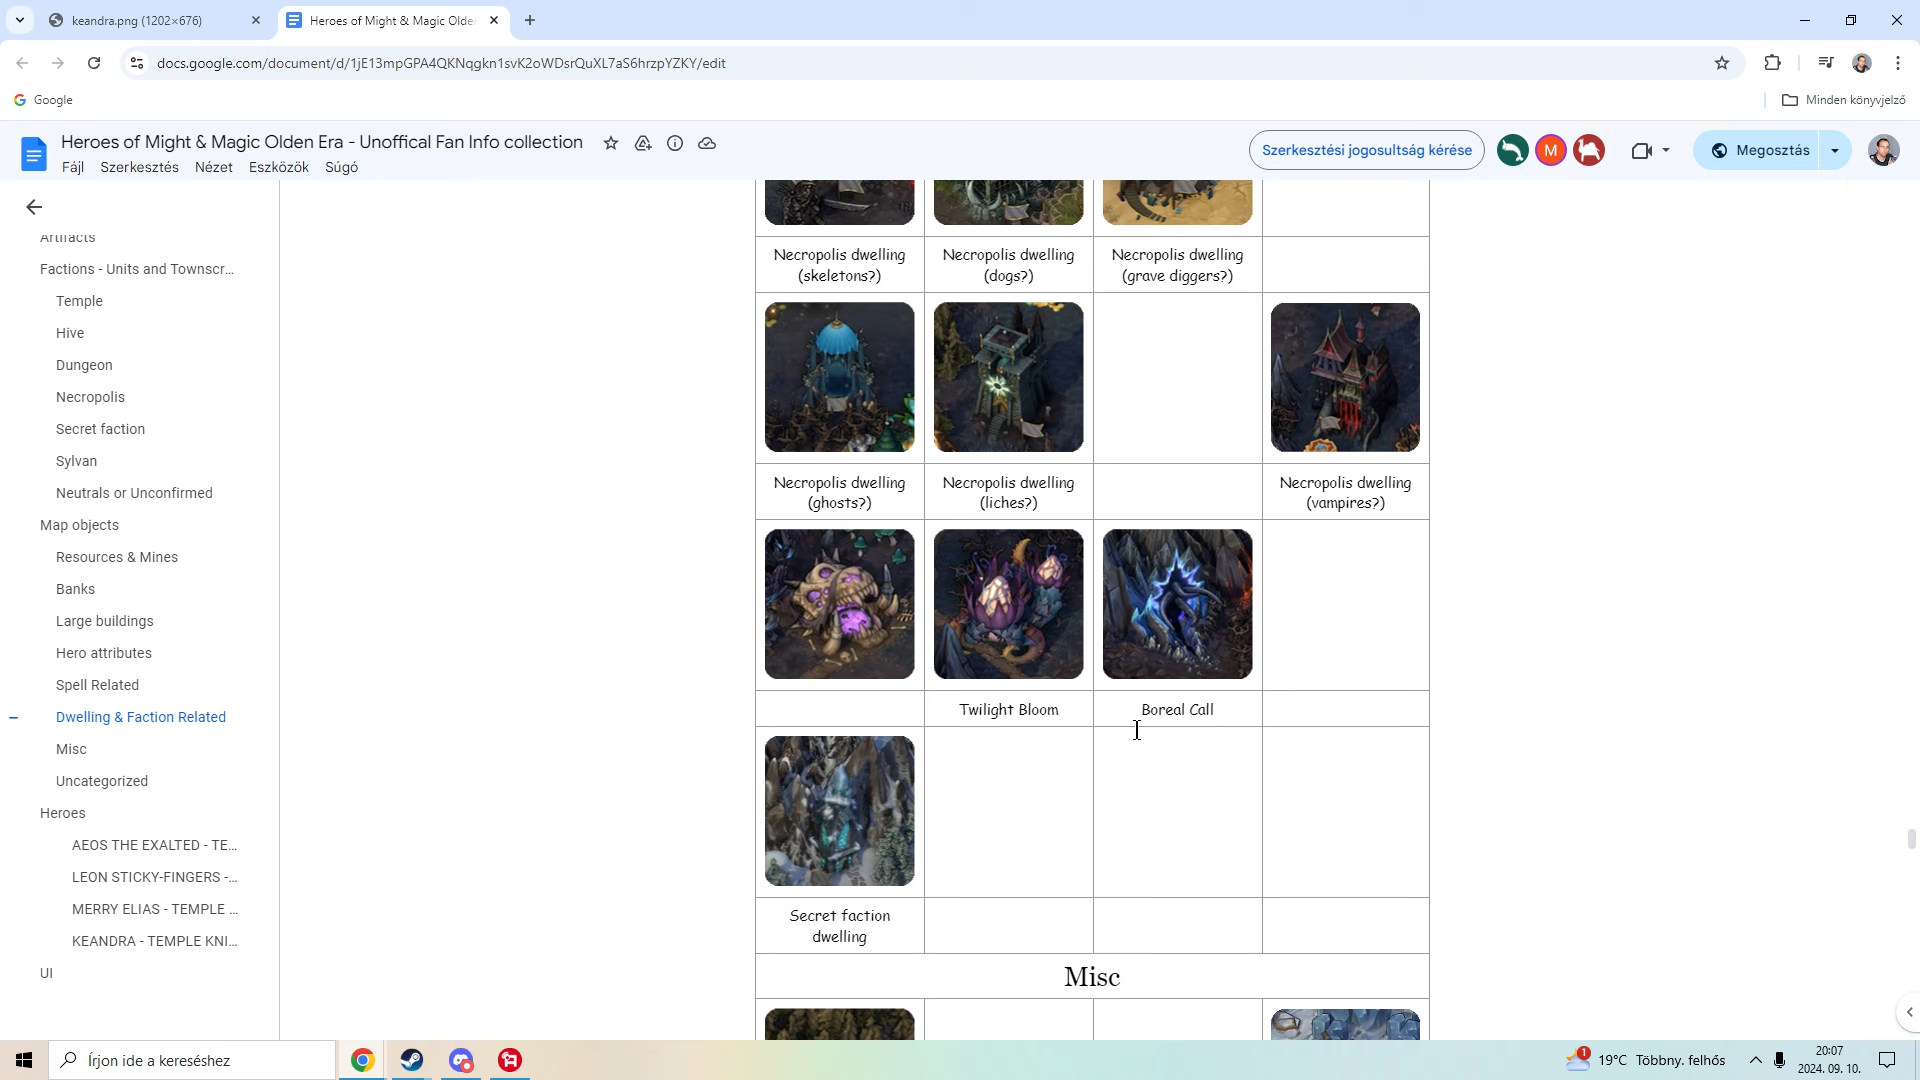 keandra.png (1202×676)
Heroes of Might & Magic Olde
docs.google.com/document/d/1jE13mpGPA4QKNqgkn1svK2oWDsrQuXL7aS6hrzpYZKY/edit
Google
Minden könyvjelző
Heroes of Might & Magic Olden Era - Unoffical Fan Info collection
Szerkesztési jogosultság kérése
M
Megosztás
Fájl Szerkesztés Nézet Eszközök Súgó
Artifacts
Factions - Units and Townscr...
Temple
Hive
Dungeon
Necropolis
Secret faction
Sylvan
Neutrals or Unconfirmed
Map objects
Resources & Mines
Banks
Large buildings
Hero attributes
Spell Related
Dwelling & Faction Related
Misc
Uncategorized
Heroes
AEOS THE EXALTED - TE...
LEON STICKY-FINGERS -...
MERRY ELIAS - TEMPLE ...
KEANDRA - TEMPLE KNI...
UI
Necropolis dwelling
(skeletons?)
Necropolis dwelling
(dogs?)
Necropolis dwelling
(grave diggers?)
Necropolis dwelling
(ghosts?)
Necropolis dwelling
(liches?)
Necropolis dwelling
(vampires?)
Twilight Bloom
Boreal Call
Secret faction
dwelling
Misc
Írjon ide a kereséshez
1
19°C Többny. felhős
20:07
2024. 09. 10.